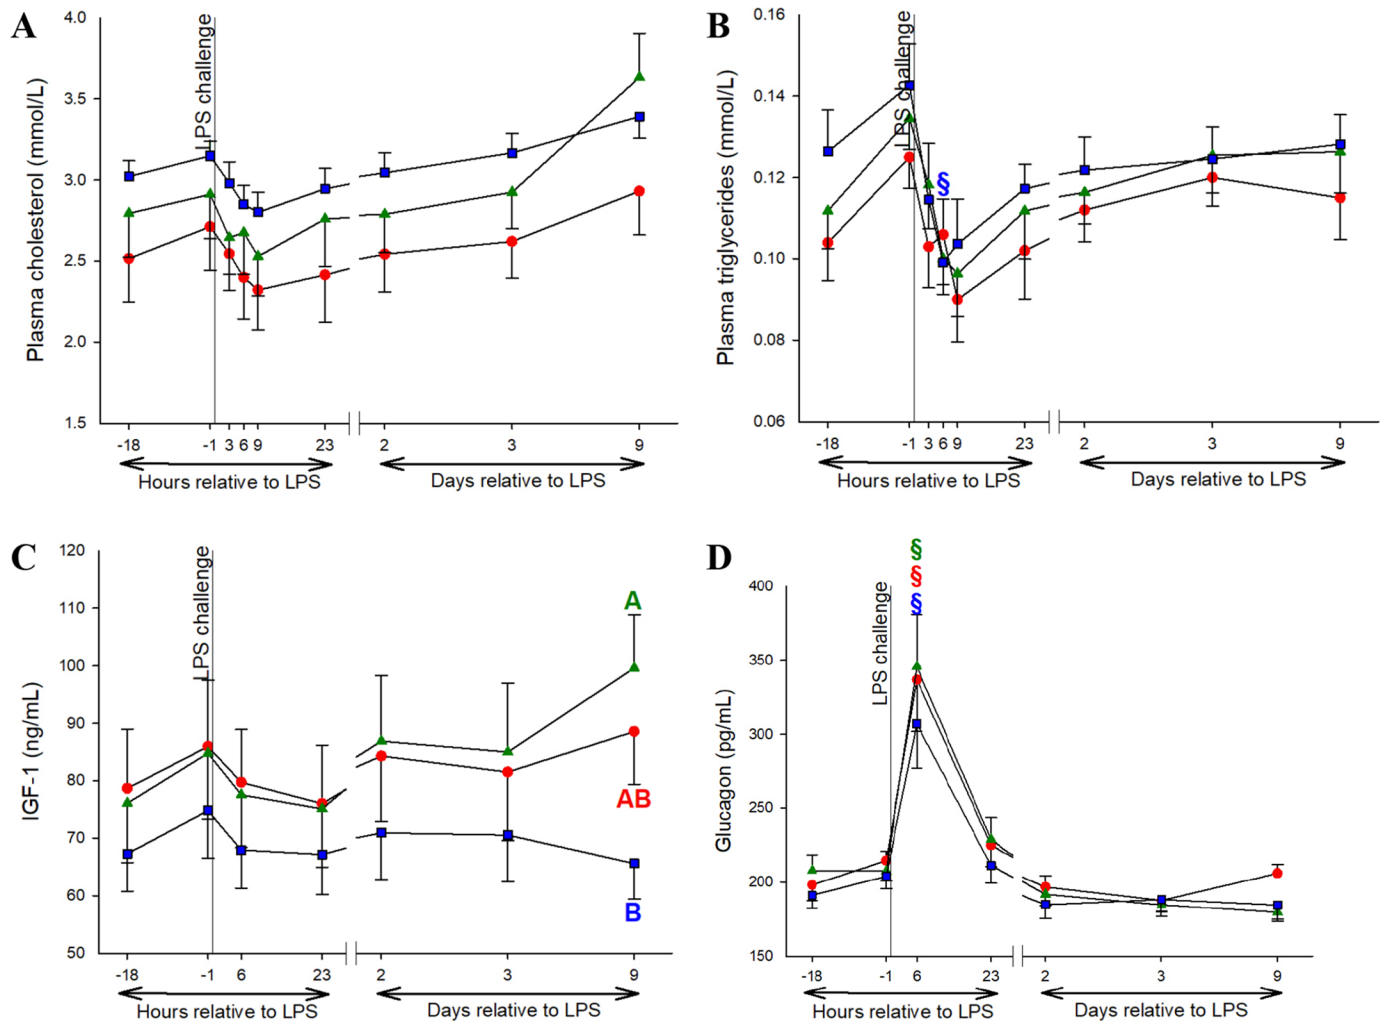 A
Plasma cholesterol (mmol/L)
LPS challenge
4.0
3.5
3.0
2.5
2.0
1.5
-18 -1 3 6 9 23 2 3 9
Hours relative to LPS Days relative to LPS
B
Plasma triglycerides (mmol/L)
LPS challenge
0.16
0.14
0.12
0.10
0.08
0.06
§
-18 -1 3 6 9 23 2 3 9
Hours relative to LPS Days relative to LPS
C
IGF-1 (ng/mL)
LPS challenge
120
110
100
90
80
70
60
50
A
AB
B
-18 -1 6 23 2 3 9
Hours relative to LPS Days relative to LPS
D
Glucagon (pg/mL)
LPS challenge
§
§
§
400
350
300
250
200
150
-18 -1 6 23 2 3 9
Hours relative to LPS Days relative to LPS